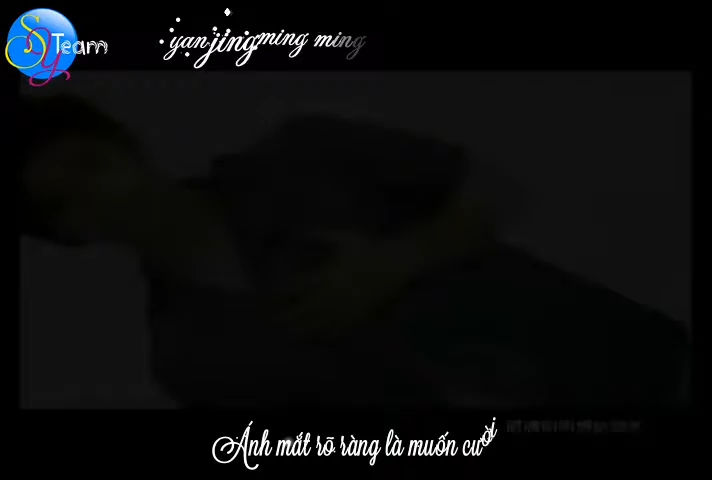 SY Team
yan jing ming ming
Ánh mắt rõ ràng là muốn cười